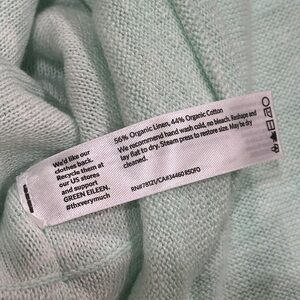 We'd like our
clothes back.
Recycle them at
our US stores
and support
GREEN EILEEN.
#thxverymuch
56% Organic Linen, 44% Organic Cotton
We recommend hand wash cold, no bleach. Reshape and
lay flat to dry. Steam press to restore size. May be dry
cleaned.
RN#78121/CA#34460 R5OFO